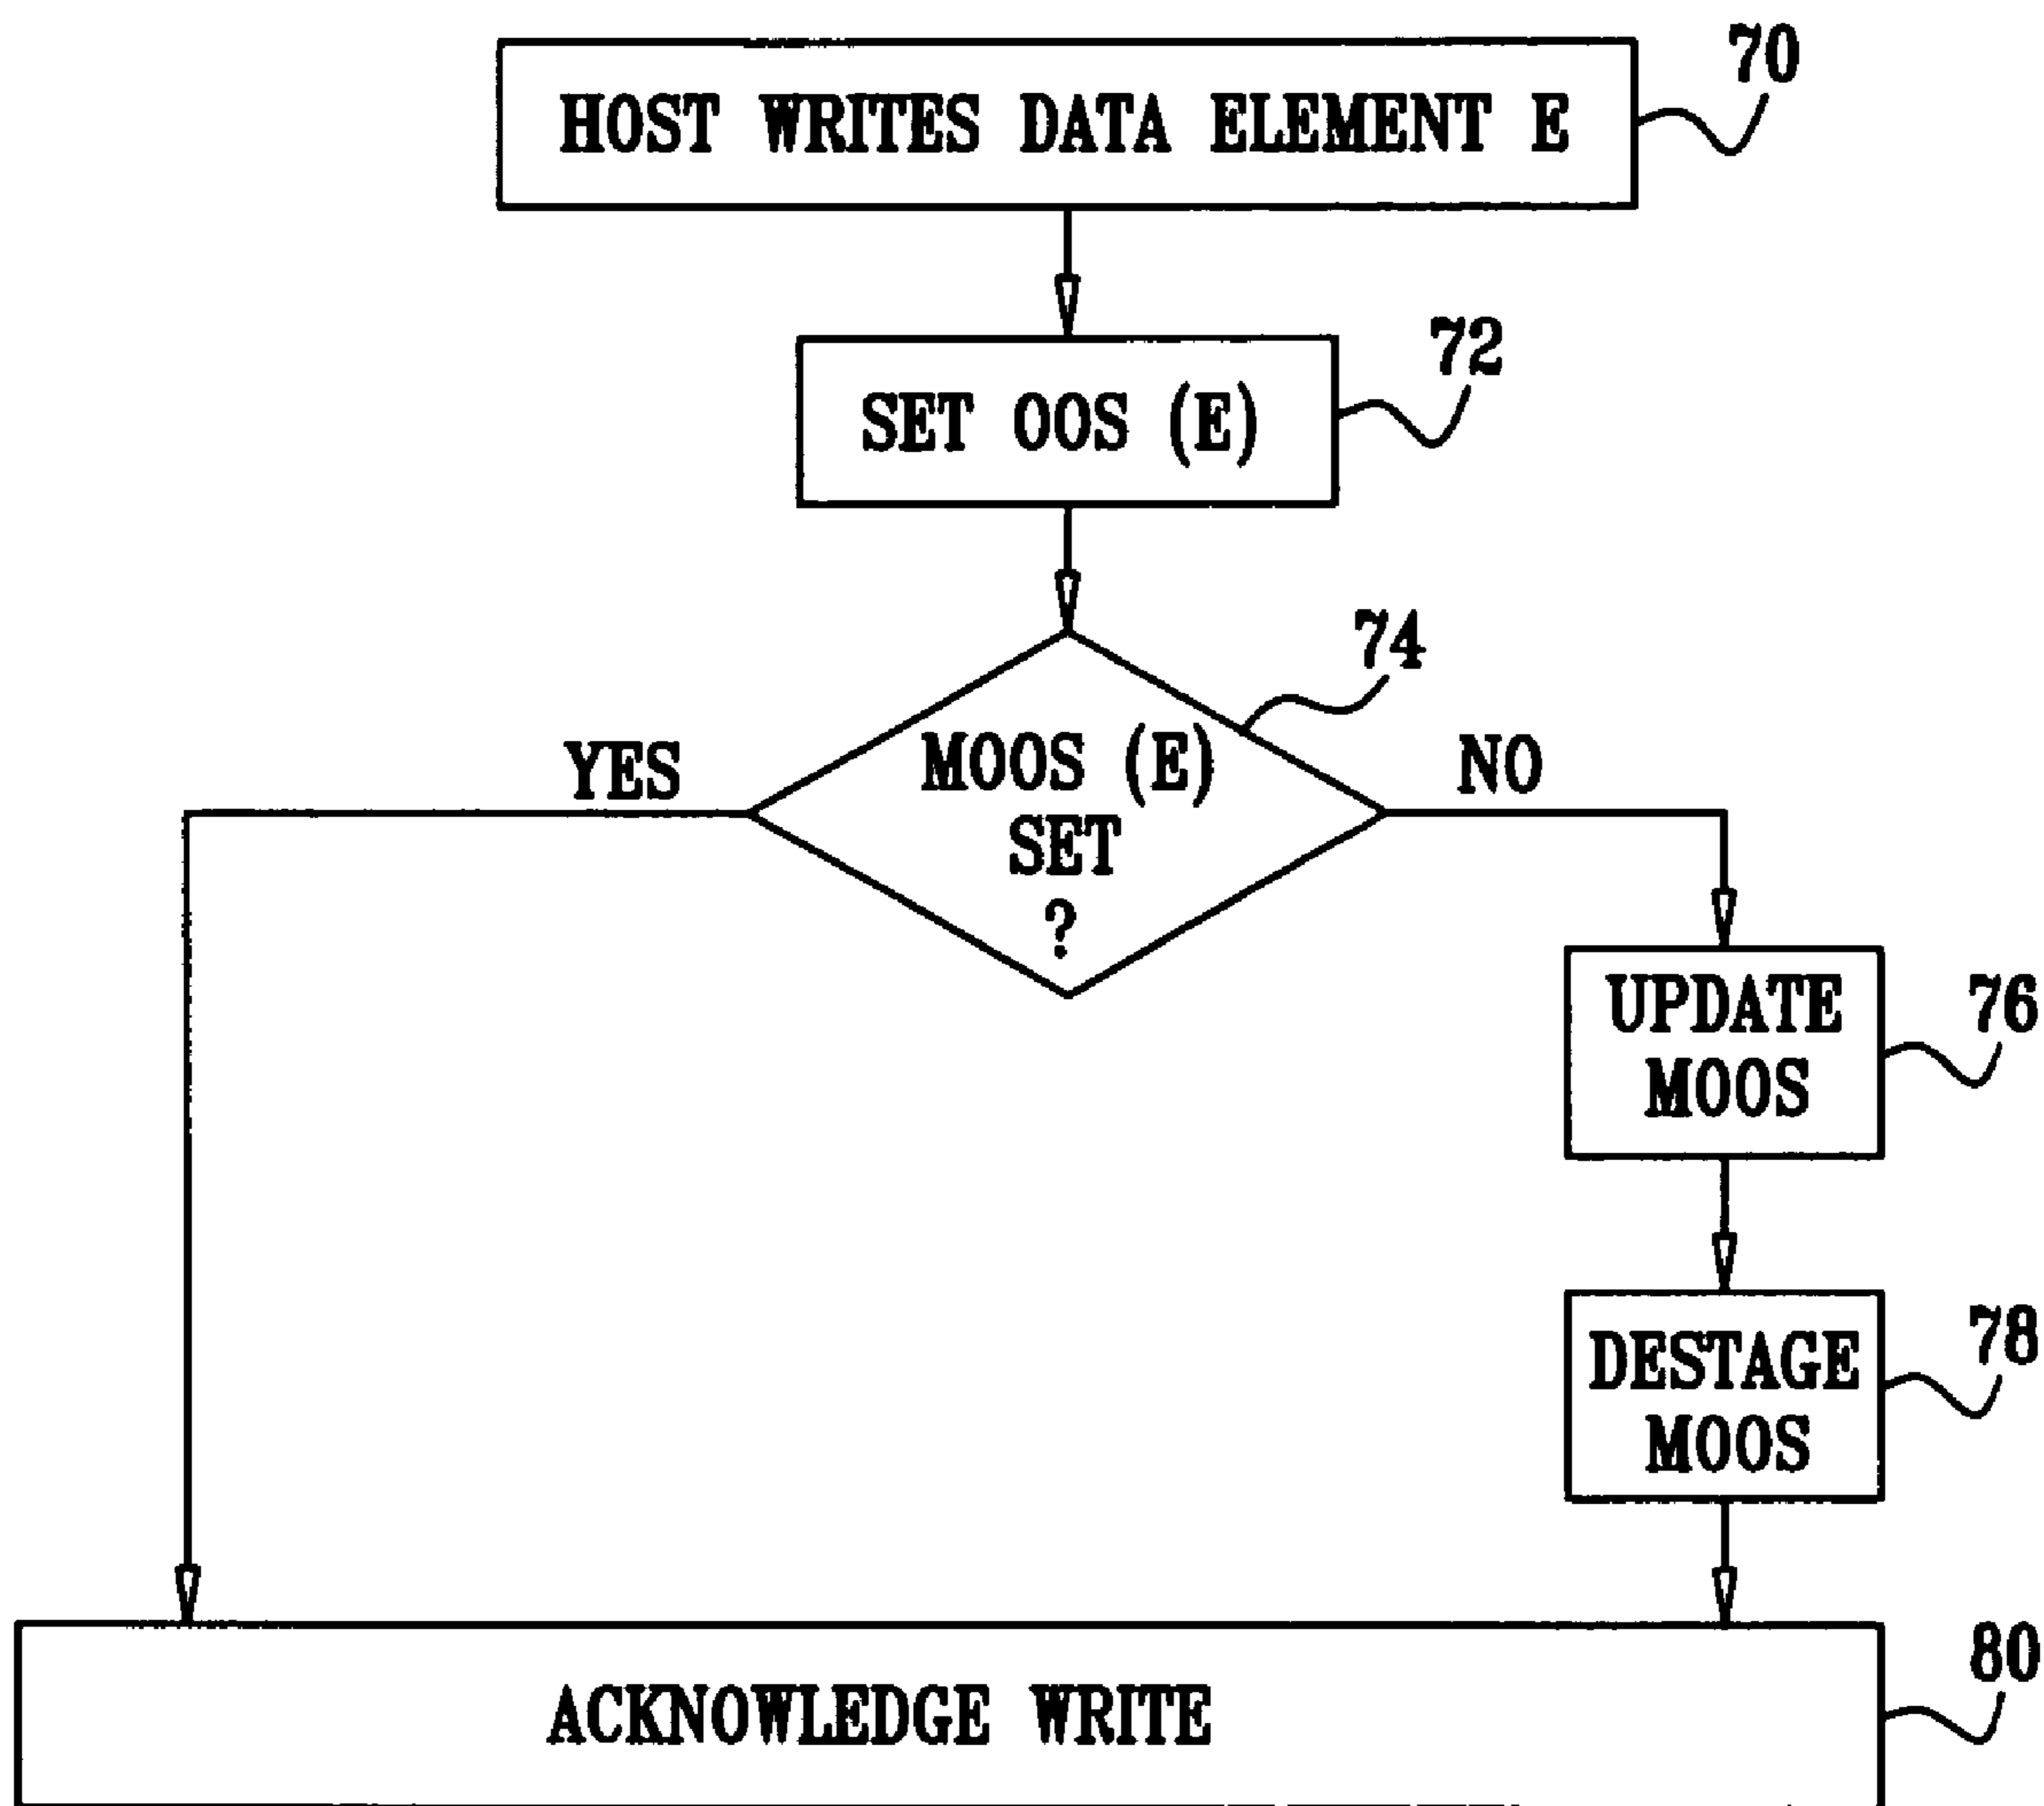 HOST WRITES DATA ELEMENT E
70
SET OOS (E)
72
MOOS (E)
SET
?
74
YES
NO
UPDATE
MOOS
76
DESTAGE
MOOS
78
ACKNOWLEDGE WRITE
80